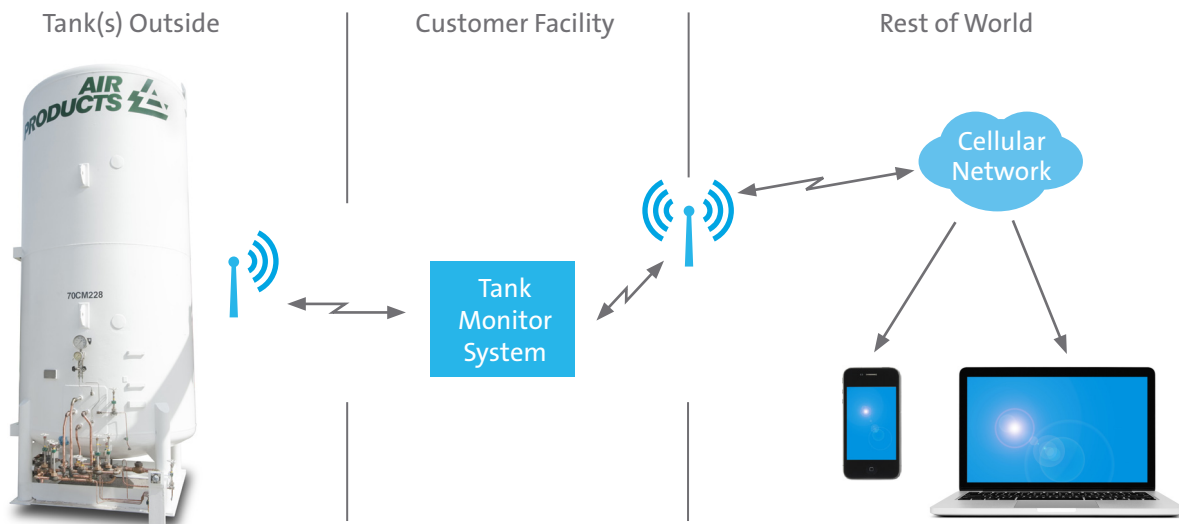 Tank(s) Outside
Customer Facility
Rest of World
AIR
PRODUCTS
70CM228
Tank
Monitor
System
Cellular
Network